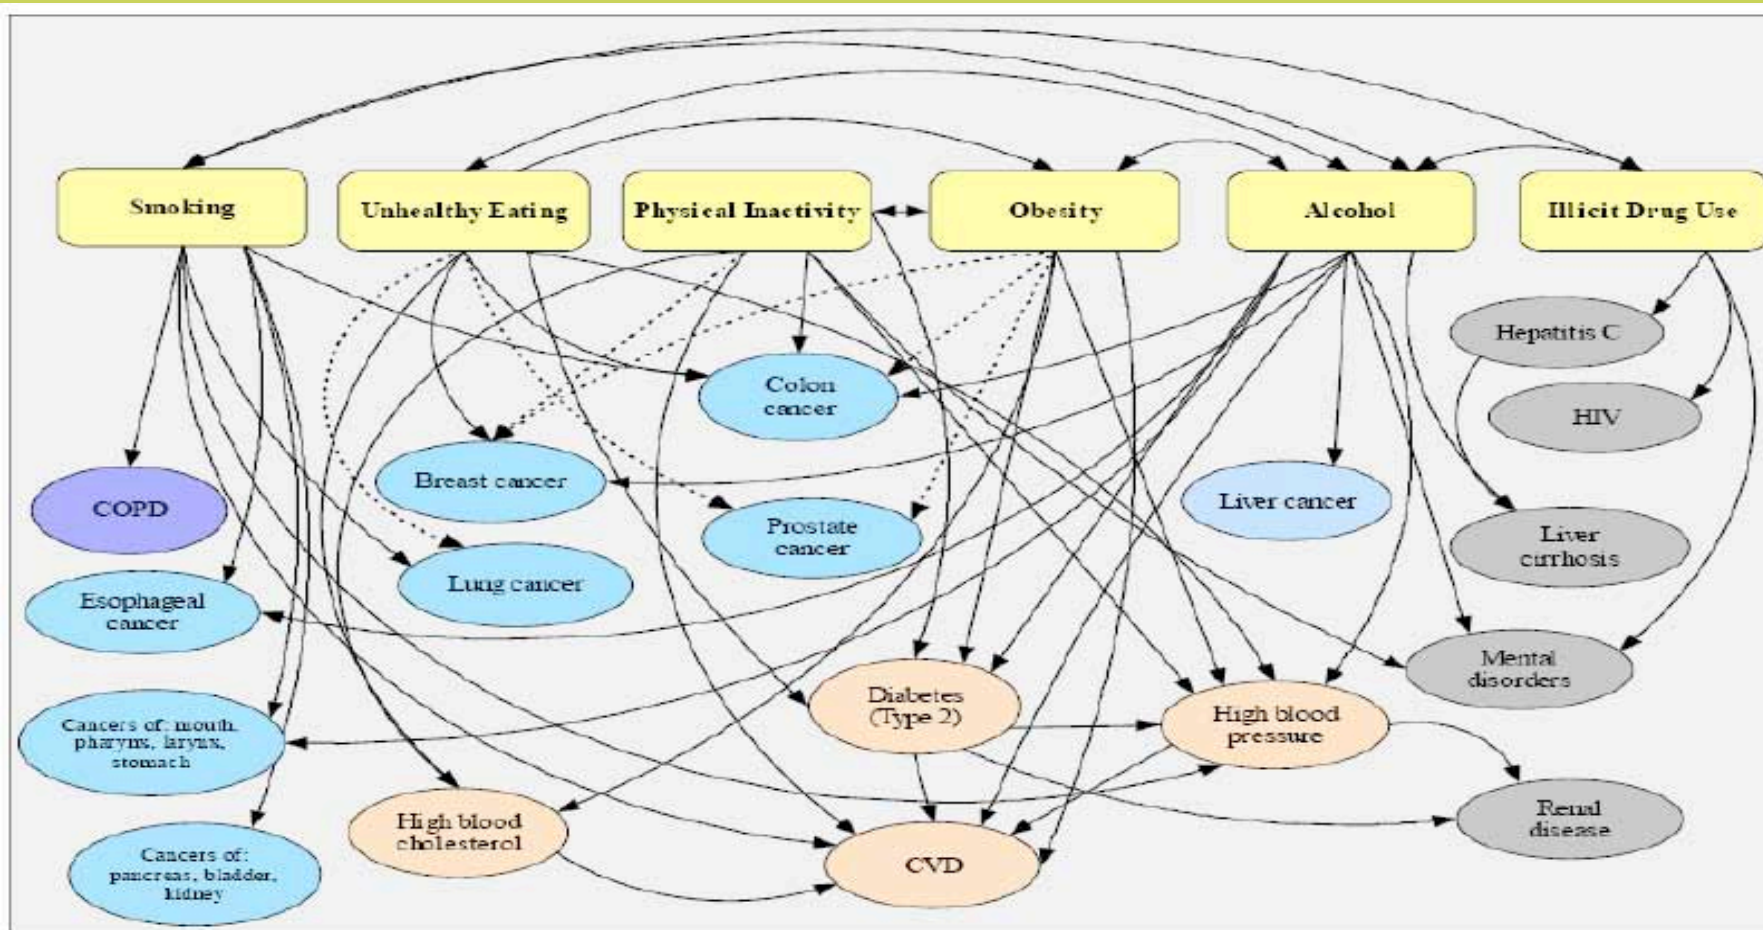 Smoking
Unhealthy Eating
Physical Inactivity
Obesity
Alcohol
Illicit Drug Use
Hepatitis C
HIV
Colon
cancer
Breast cancer
COPD
Prostate
cancer
Liver cancer
Liver
cirrhosis
Lung cancer
Esophageal
cancer
Mental
disorders
Diabetes
(Type 2)
High blood
pressure
Cancers of: mouth,
pharynx, larynx,
stomach
High blood
cholesterol
Renal
disease
CVD
Cancers of:
pancreas, bladder,
kidney